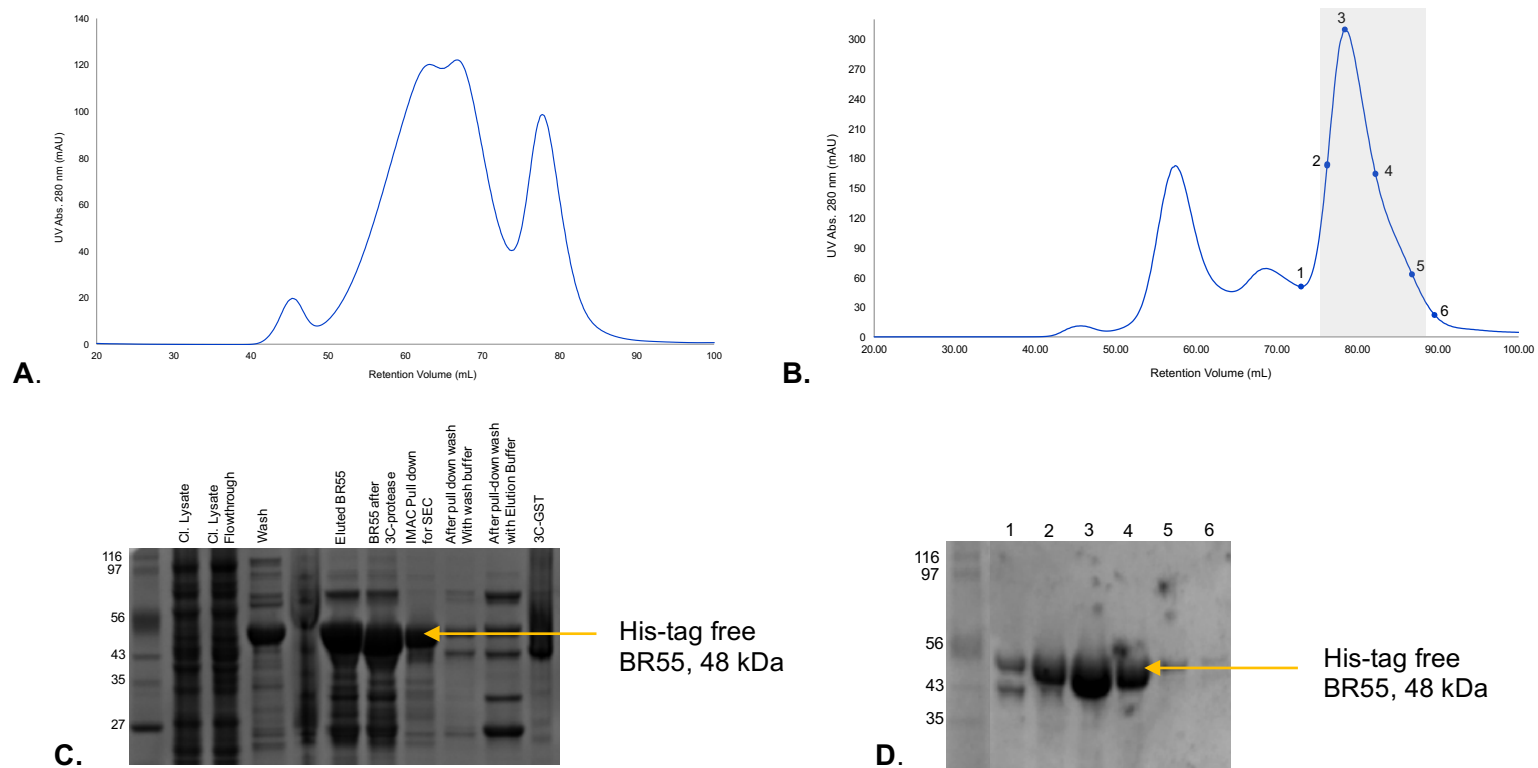 140
120
100
80
60
40
20
0
20
30
40
50
60
70
80
90
100
UV Abs. 280 nm (mAU)
Retention Volume (mL)
A.
300
270
240
210
180
150
120
90
60
30
0
20.00
30.00
40.00
50.00
60.00
70.00
80.00
90.00
100.00
UV Abs. 280 nm (mAU)
Retention Volume (mL)
1
2
3
4
5
6
B.
Cl. Lysate
Cl. Lysate
Flowthrough
Wash
Eluted BR55
BR55 after
3C-protease
IMAC Pull down
for SEC
After pull down wash
With wash buffer
After pull-down wash
with Elution Buffer
3C-GST
116
97
56
43
35
27
His-tag free
BR55, 48 kDa
C.
1 2 3 4 5 6
116
97
56
43
35
His-tag free
BR55, 48 kDa
D.